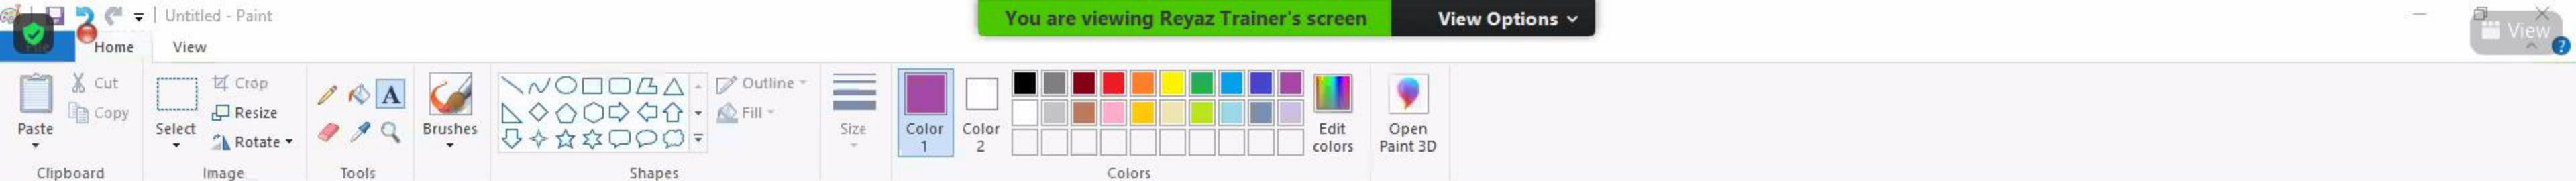 Untitled - Paint
You are viewing Reyaz Trainer's screen
View Options
View
File
Home
View
?
Paste
Cut
Copy
Clipboard
Select
Crop
Resize
Rotate
Image
A
Tools
Brushes
Outline
Fill
Shapes
Size
Color
1
Color
2
Edit
colors
Colors
Open
Paint 3D